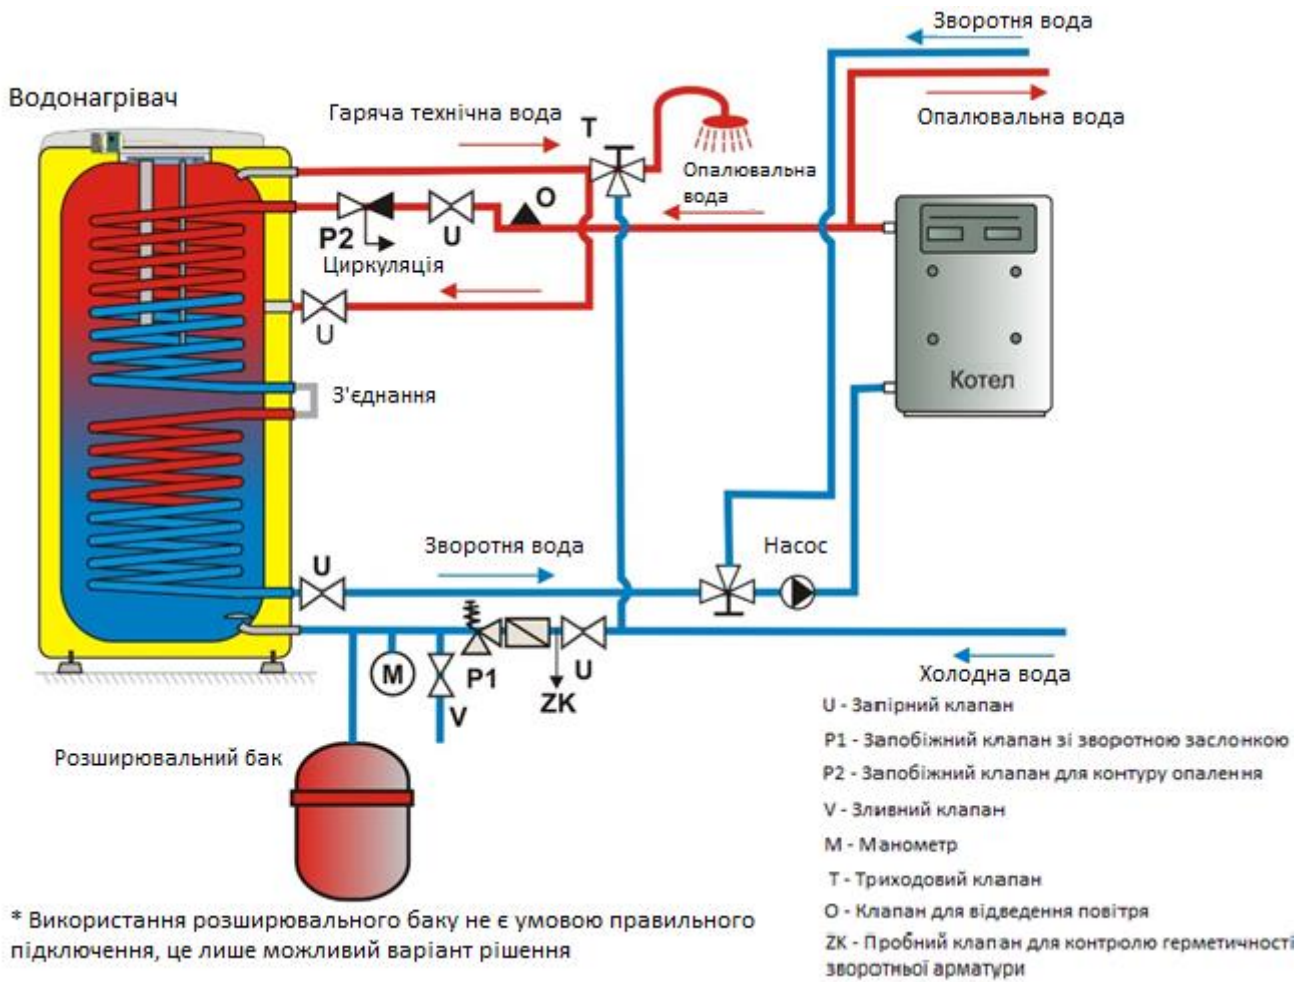 Зворотня вода
Водонагрівач
Гаряча технічна вода
T
Опалювальна вода
Опалювальна
вода
O
P2
U
Циркуляція
U
Котел
З'єднання
Зворотня вода
Насос
U
M
P1
U
V
ZK
Холодна вода
Розширювальний бак
U - Запірний клапан
P1 - Запобіжний клапан зі зворотною заслонкою
P2 - Запобіжний клапан для контуру опалення
V - Зливний клапан
M - Манометр
T - Триходовий клапан
O - Клапан для відведення повітря
ZK - Пробний клапан для контролю герметичності
зворотньої арматури
* Використання розширювального баку не є умовою правильного
підключення, це лише можливий варіант рішення